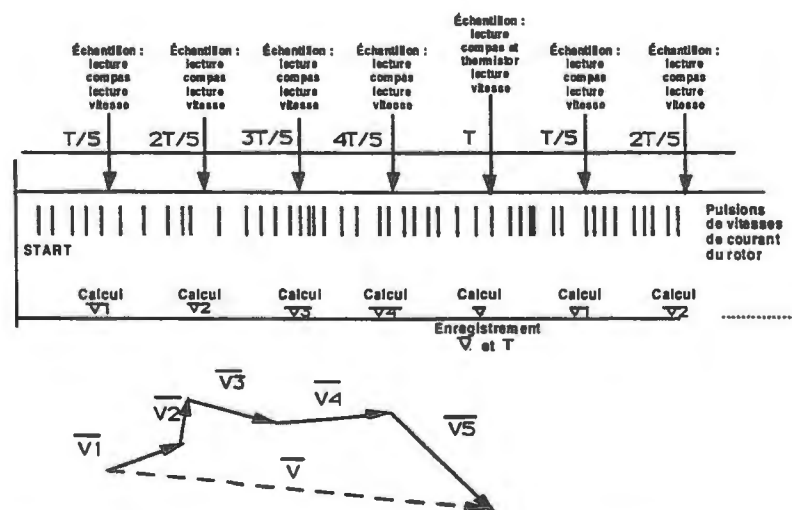 Échantillon :
lecture
compas et
thermistor
lecture
vitesse
Échantillon :
lecture
compas
lecture
vitesse
Échantillon :
lecture
compas
lecture
vitesse
Échantillon :
lecture
compas
lecture
vitesse
Échantillon :
lecture
compas
lecture
vitesse
Échantillon :
lecture
compas
lecture
vitesse
Échantillon :
lecture
compas
lecture
vitesse
T/5 2T/5 3T/5 4T/5 T T/5 2T/5
START
Pulsions
de vitesses
de courant
du rotor
Calcul Calcul Calcul Calcul Calcul Calcul Calcul
V1 V2 V3 V4 V V1 V2
Enregistrement
V et T
V1
V2
V3
V4
V5
V